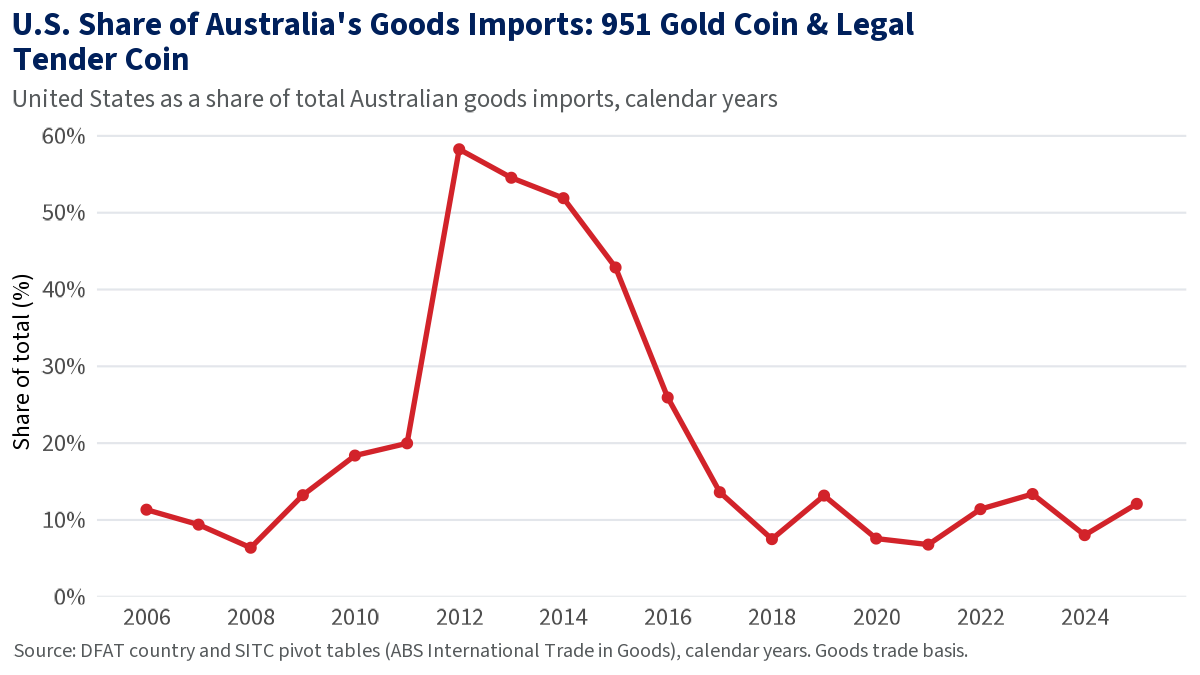 U.S. Share of Australia's Goods Imports: 951 Gold Coin & Legal
Tender Coin
United States as a share of total Australian goods imports, calendar years
Share of total (%)
60%
50%
40%
30%
20%
10%
0%
2006 2008 2010 2012 2014 2016 2018 2020 2022 2024
Source: DFAT country and SITC pivot tables (ABS International Trade in Goods), calendar years. Goods trade basis.